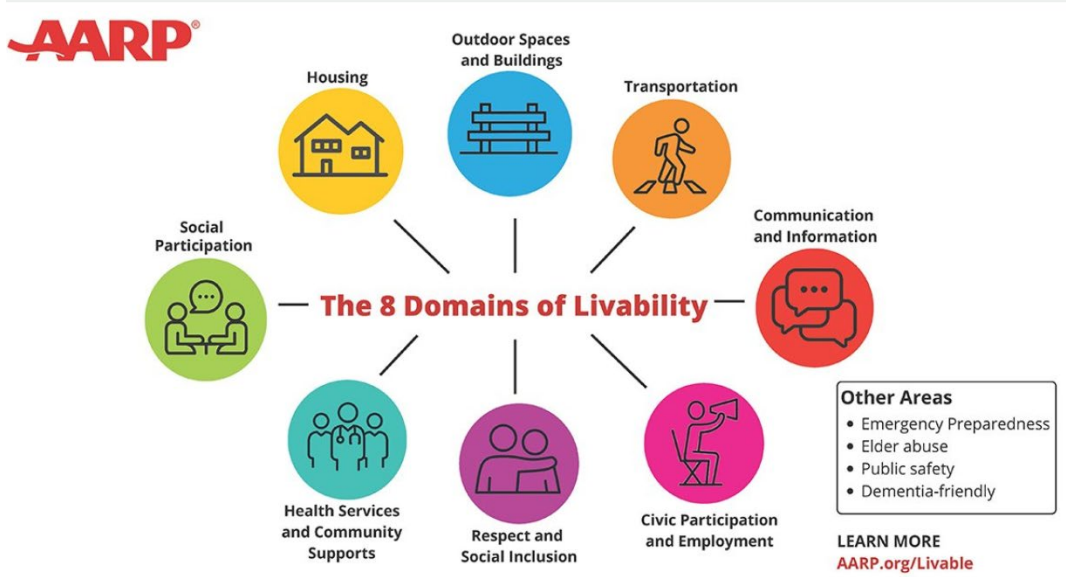 AARP®
Outdoor Spaces
and Buildings
Housing
Transportation
Social
Participation
Communication
and Information
The 8 Domains of Livability
Health Services
and Community
Supports
Respect and
Social Inclusion
Civic Participation
and Employment
Other Areas
• Emergency Preparedness
• Elder abuse
• Public safety
• Dementia-friendly
LEARN MORE
AARP.org/Livable